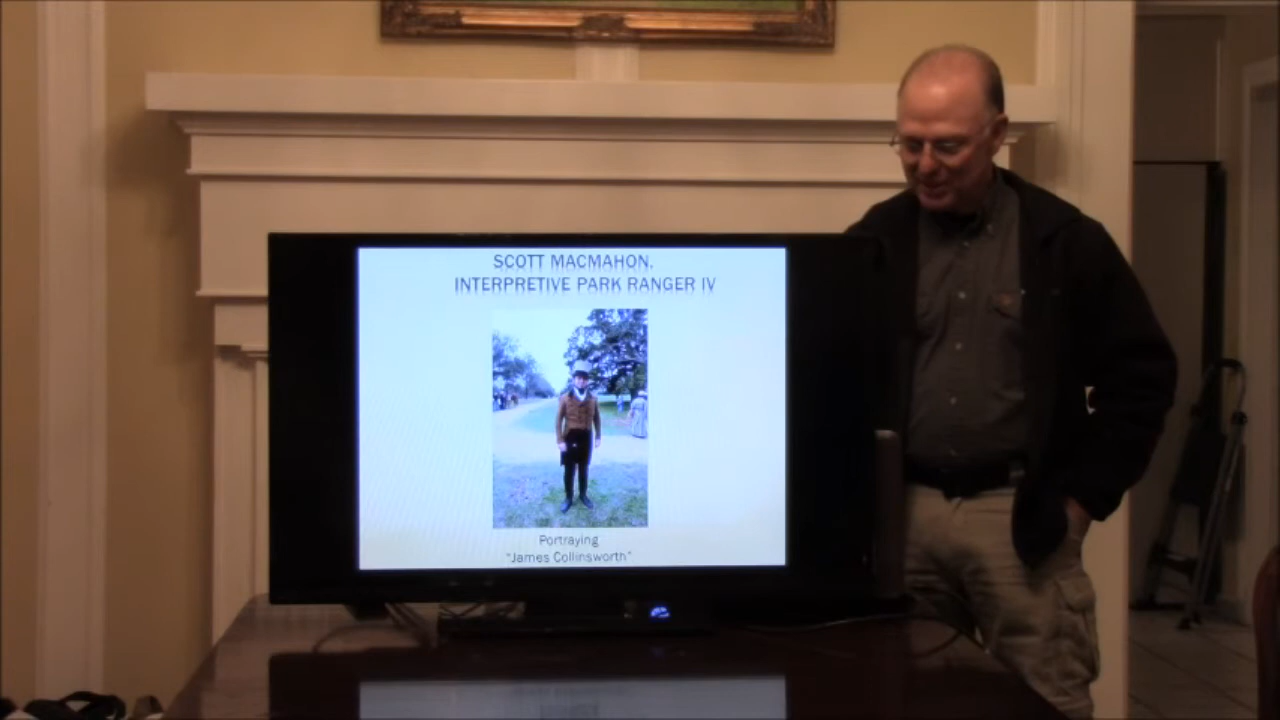 SCOTT MACMAHON.
INTERPRETIVE PARK RANGER IV
Portraying
"James Collinsworth"